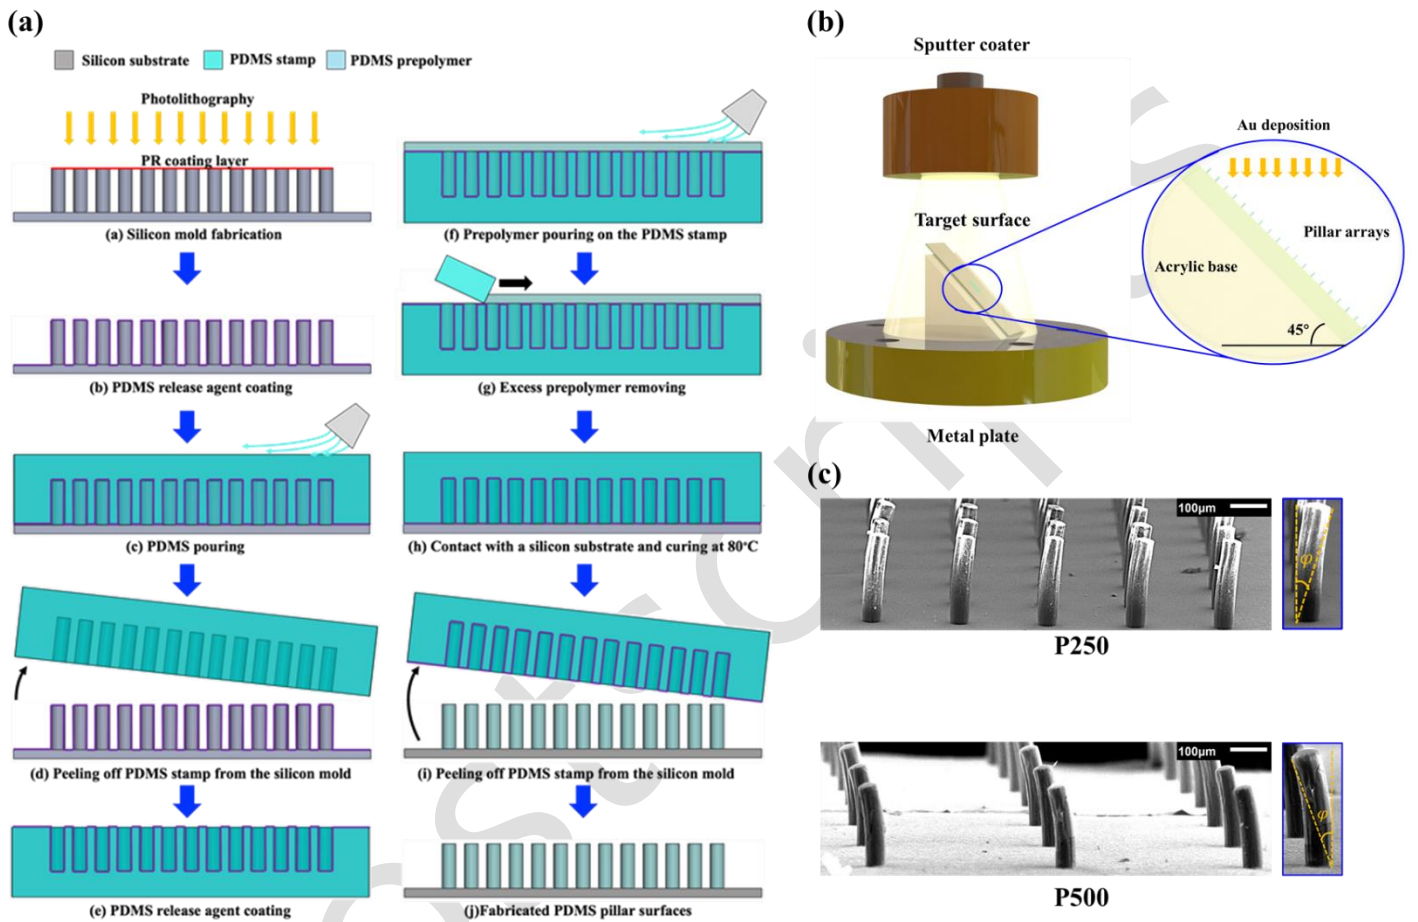 (a)
Silicon substrate
PDMS stamp
PDMS prepolymer
Photolithography
PR coating layer
(a) Silicon mold fabrication
(b) PDMS release agent coating
(c) PDMS pouring
(d) Peeling off PDMS stamp from the silicon mold
(e) PDMS release agent coating
(f) Prepolymer pouring on the PDMS stamp
(g) Excess prepolymer removing
(h) Contact with a silicon substrate and curing at 80°C
(i) Peeling off PDMS stamp from the silicon mold
(j)Fabricated PDMS pillar surfaces
(b)
Sputter coater
Target surface
Metal plate
Au deposition
Pillar arrays
Acrylic base
45°
(c)
100μm
φ
P250
100μm
φ
P500